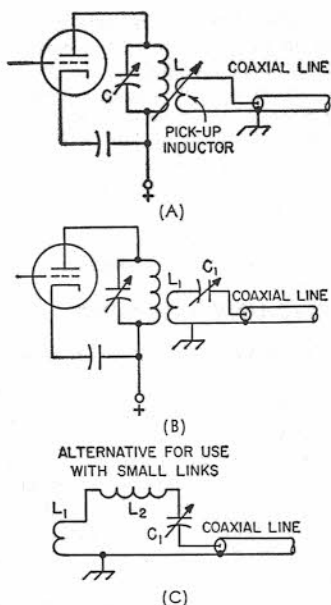 L
COAXIAL LINE
C
PICK-UP
INDUCTOR
+
(A)
C1
L1
COAXIAL LINE
+
(B)
ALTERNATIVE FOR USE
WITH SMALL LINKS
L1
L2
C1
COAXIAL LINE
(C)